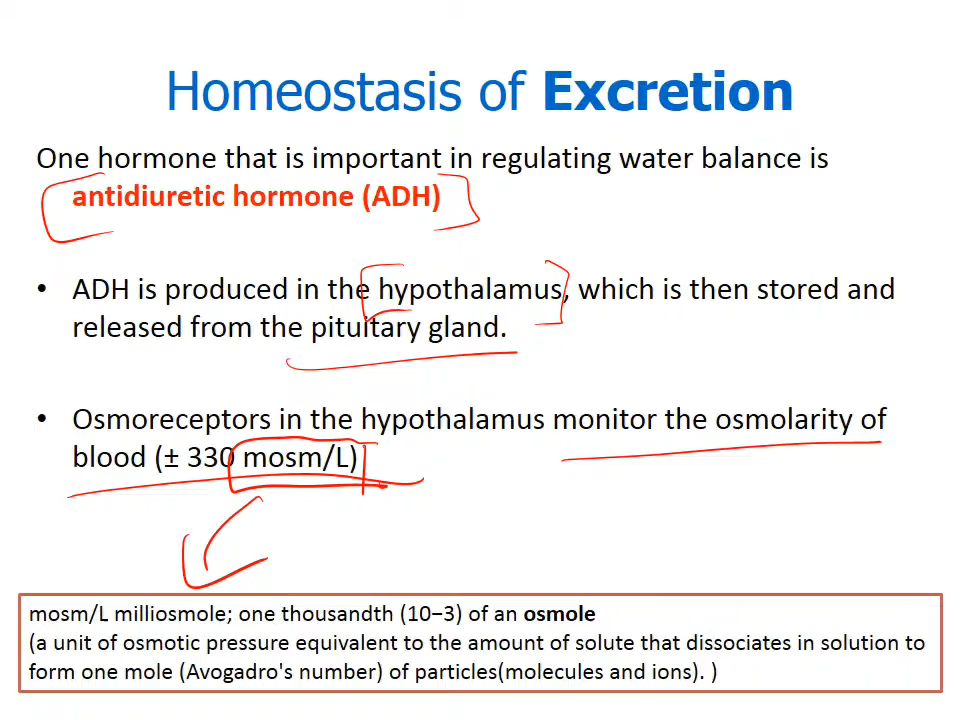 Homeostasis of Excretion
One hormone that is important in regulating water balance is
antidiuretic hormone (ADH)
• ADH is produced in the hypothalamus, which is then stored and
released from the pituitary gland.
• Osmoreceptors in the hypothalamus monitor the osmolarity of
blood (± 330 mosm/L)
mosm/L milliosmole; one thousandth (10−3) of an osmole
(a unit of osmotic pressure equivalent to the amount of solute that dissociates in solution to
form one mole (Avogadro's number) of particles(molecules and ions). )